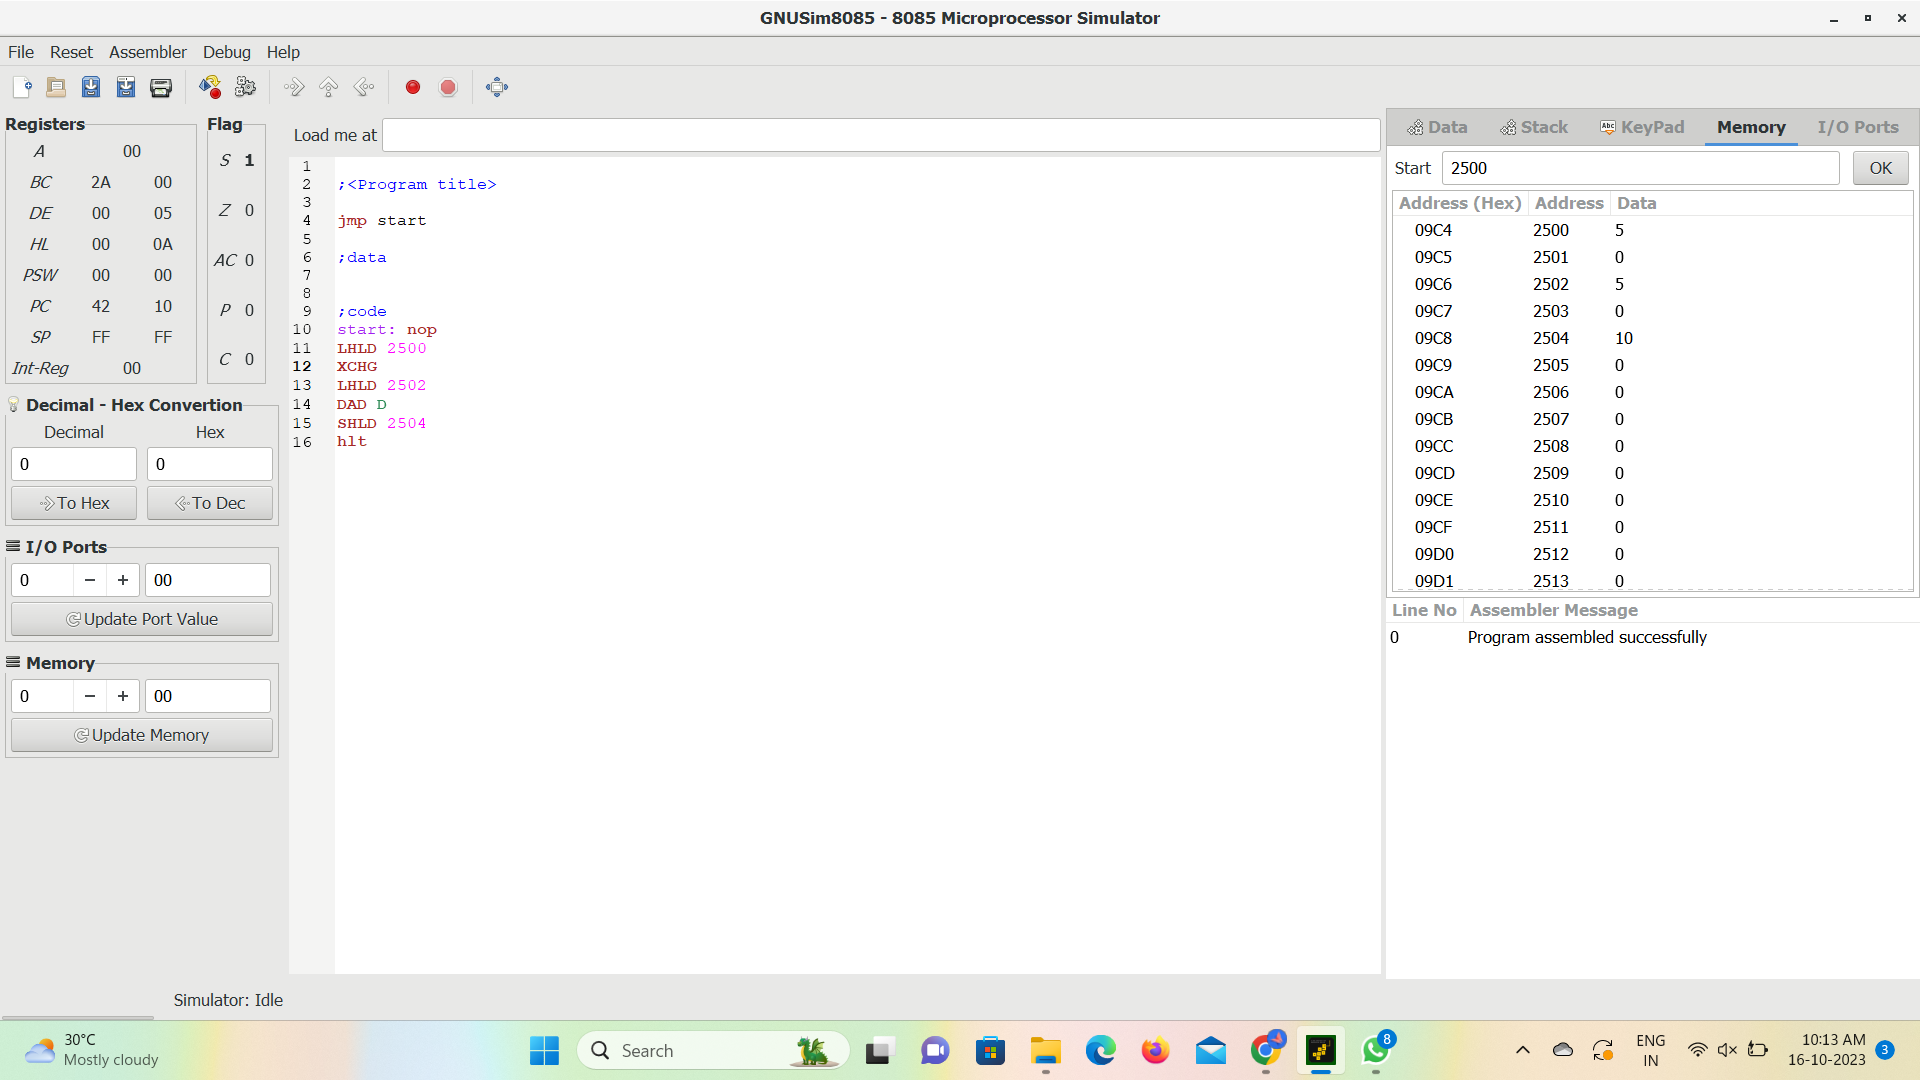 GNUSim8085 - 8085 Microprocessor Simulator
File Reset Assembler Debug Help
Registers
A 00
BC 2A 00
DE 00 05
HL 00 0A
PSW 00 00
PC 42 10
SP FF FF
Int-Reg 00
Flag
S 1
Z 0
AC 0
P 0
C 0
Decimal - Hex Convertion
Decimal Hex
0 0
To Hex To Dec
I/O Ports
0 − + 00
Update Port Value
Memory
0 − + 00
Update Memory
Load me at
1
2 ;<Program title>
3
4 jmp start
5
6 ;data
7
8
9 ;code
10 start: nop
11 LHLD 2500
12 XCHG
13 LHLD 2502
14 DAD D
15 SHLD 2504
16 hlt
Data Stack Abc KeyPad Memory I/O Ports
Start 2500 OK
Address (Hex) Address Data
09C4 2500 5
09C5 2501 0
09C6 2502 5
09C7 2503 0
09C8 2504 10
09C9 2505 0
09CA 2506 0
09CB 2507 0
09CC 2508 0
09CD 2509 0
09CE 2510 0
09CF 2511 0
09D0 2512 0
09D1 2513 0
Line No Assembler Message
0 Program assembled successfully
Simulator: Idle
30°C
Mostly cloudy
Search
4
8
ENG
IN
10:13 AM
16-10-2023
3